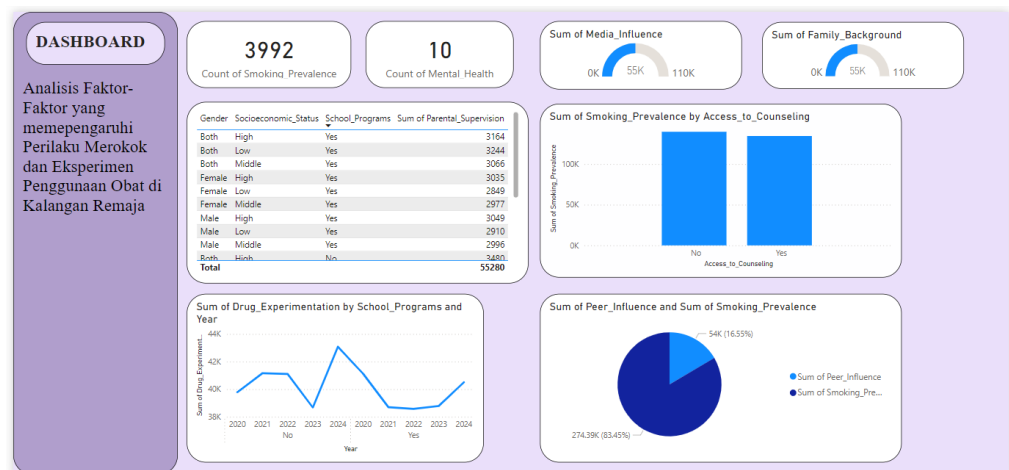 DASHBOARD
Analisis Faktor-
Faktor yang
memepengaruhi
Perilaku Merokok
dan Eksperimen
Penggunaan Obat di
Kalangan Remaja
3992
Count of Smoking_Prevalence
10
Count of Mental_Health
Sum of Media_Influence
0K 55K 110K
Sum of Family_Background
0K 55K 110K
Gender Socioeconomic_Status School_Programs Sum of Parental_Supervision
Both High Yes 3164
Both Low Yes 3244
Both Middle Yes 3066
Female High Yes 3035
Female Low Yes 2849
Female Middle Yes 2977
Male High Yes 3049
Male Low Yes 2910
Male Middle Yes 2996
Both High No 3480
Total 55280
Sum of Smoking_Prevalence by Access_to_Counseling
Sum of Smoking_Prevalence
100K
50K
0K
No Yes
Access_to_Counseling
Sum of Drug_Experimentation by School_Programs and
Year
Sum of Drug_Experiment...
44K
42K
40K
38K
2020 2021 2022 2023 2024 2020 2021 2022 2023 2024
No Yes
Year
Sum of Peer_Influence and Sum of Smoking_Prevalence
54K (16.55%)
274.39K (83.45%)
Sum of Peer_Influence
Sum of Smoking_Pre...